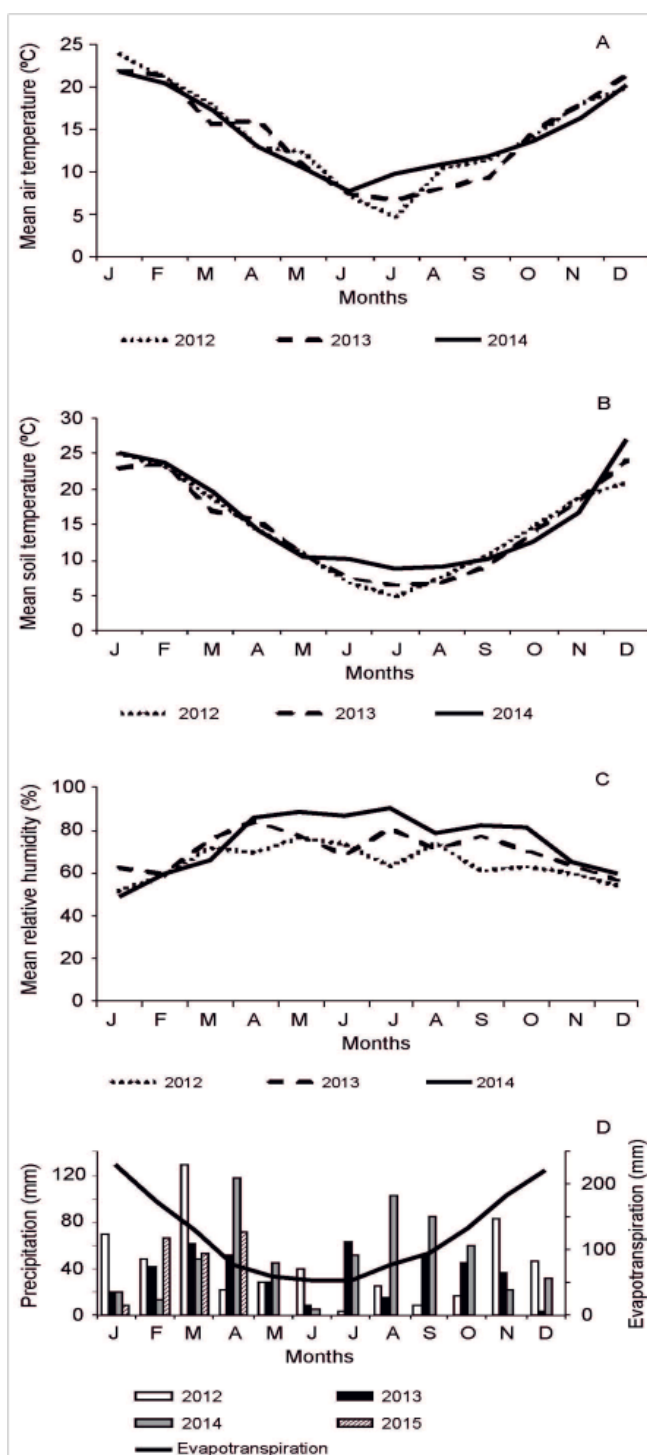 A
Mean air temperature (ºC)
25
20
15
10
5
0
J F M A M J J A S O N D
Months
2012 2013 2014
B
Mean soil temperature (ºC)
30
25
20
15
10
5
0
J F M A M J J A S O N D
Months
2012 2013 2014
C
Mean relative humidity (%)
100
80
60
40
20
0
J F M A M J J A S O N D
Months
2012 2013 2014
D
Precipitation (mm)
120
80
40
0
Evapotranspiration (mm)
200
100
0
J F M A M J J A S O N D
Months
2012 2013
2014 2015
Evapotranspiration